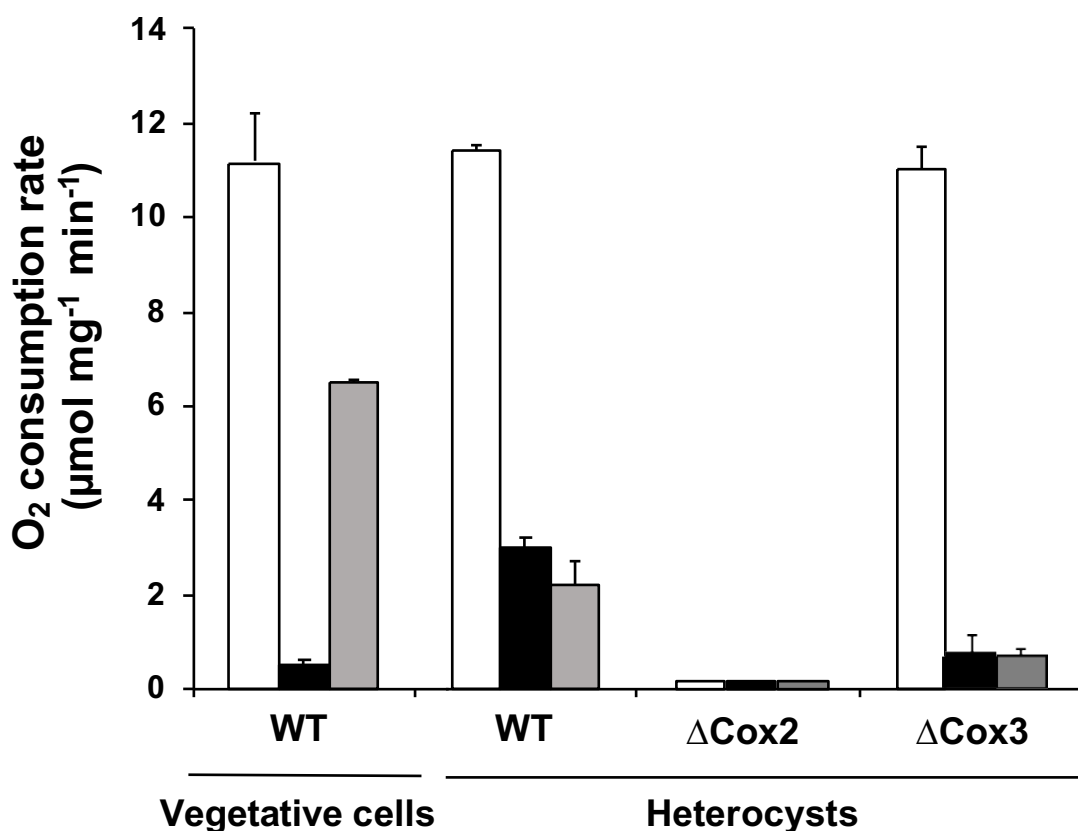 O₂ consumption rate
(µmol mg⁻¹ min⁻¹)
14
12
10
8
6
4
2
0
WT
WT
ΔCox2
ΔCox3
Vegetative cells
Heterocysts